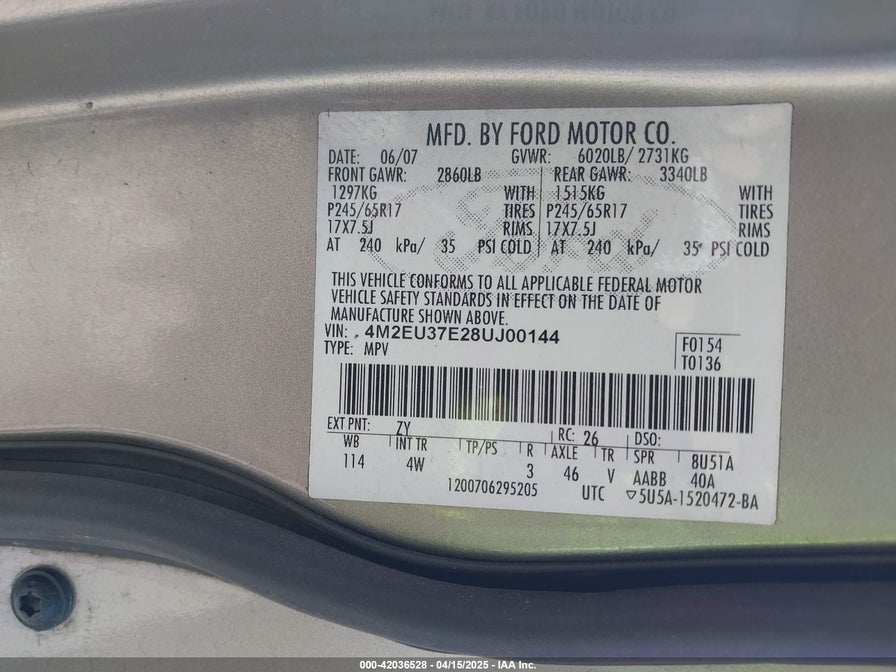 MFD. BY FORD MOTOR CO.
DATE: 06/07 GVWR: 6020LB/ 2731KG
FRONT GAWR: 2860LB REAR GAWR: 3340LB
1297KG WITH 1515KG WITH
P245/65R17 TIRES P245/65R17 TIRES
17X7.5J RIMS 17X7.5J RIMS
AT 240 kPa/ 35 PSI COLD AT 240 kPa/ 35 PSI COLD
THIS VEHICLE CONFORMS TO ALL APPLICABLE FEDERAL MOTOR
VEHICLE SAFETY STANDARDS IN EFFECT ON THE DATE OF
MANUFACTURE SHOWN ABOVE.
VIN: 4M2EU37E28UJ00144
TYPE: MPV
F0154
T0136
EXT PNT: ZY RC: 26 DSO:
WB INT TR TP/PS R AXLE TR SPR 8U51A
114 4W 3 46 V AABB 40A
1200706295205 UTC ▽5U5A-1520472-BA
000-42036528 - 04/15/2025 - IAA Inc.